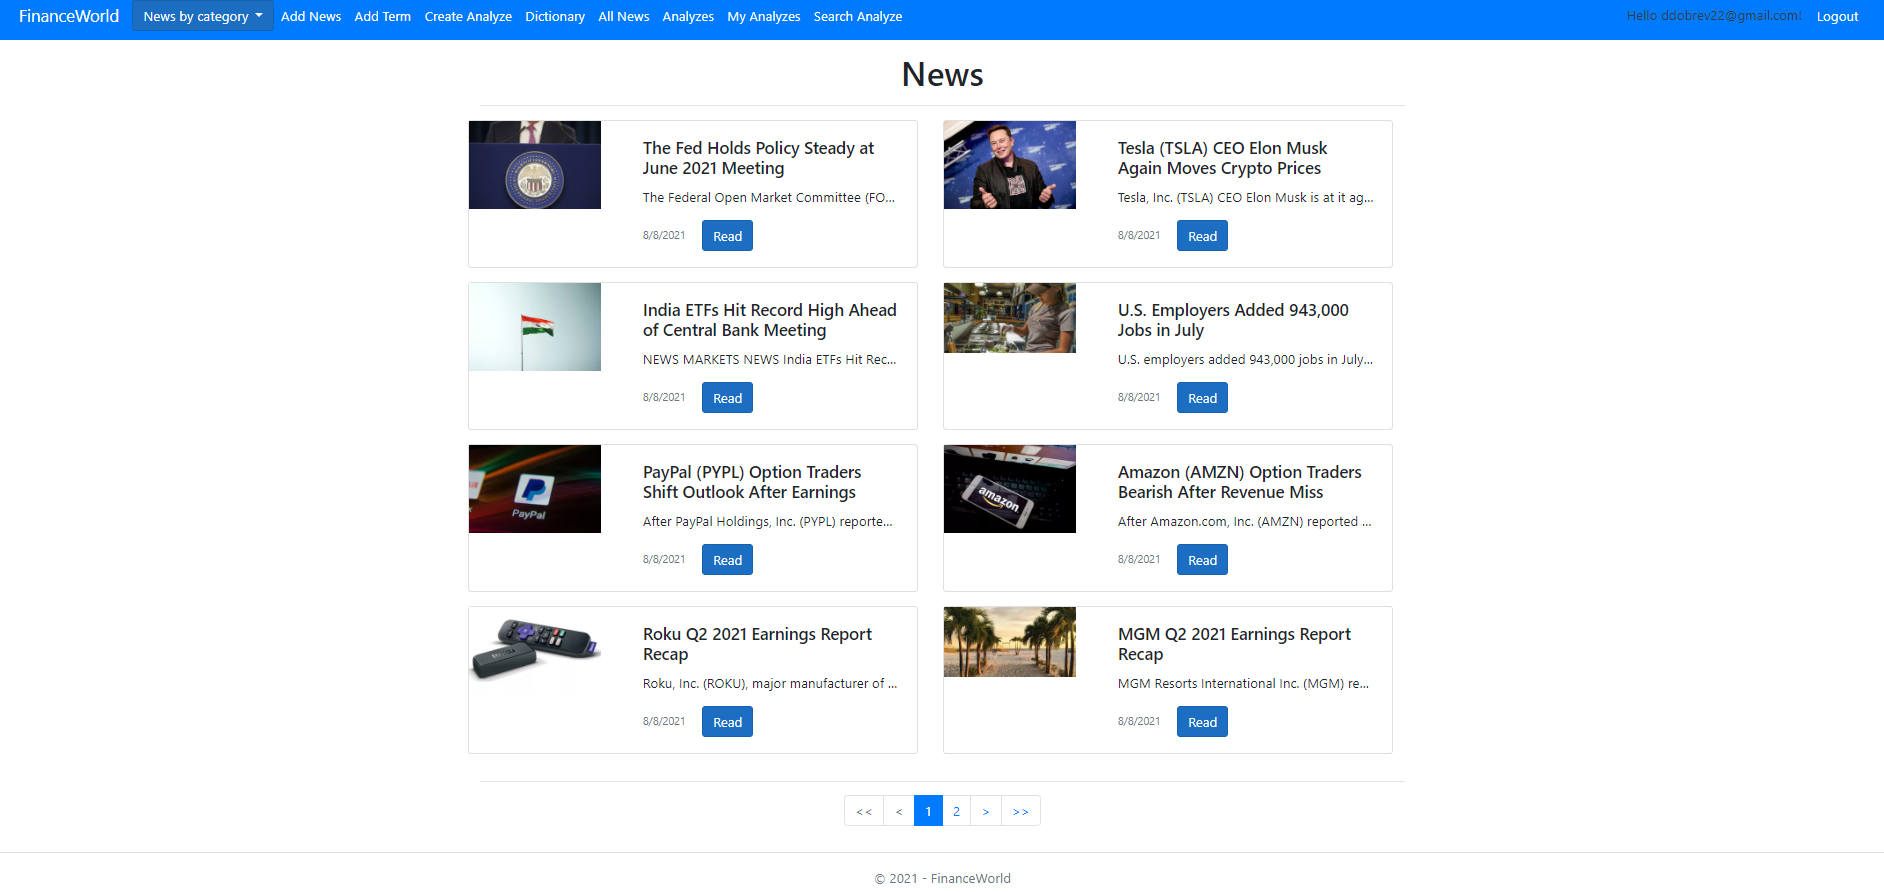 FinanceWorld News by category Add News Add Term Create Analyze Dictionary All News Analyzes My Analyzes Search Analyze Hello ddobrev22@gmail.com! Logout
News
The Fed Holds Policy Steady at
June 2021 Meeting
The Federal Open Market Committee (FO...
8/8/2021 Read
Tesla (TSLA) CEO Elon Musk
Again Moves Crypto Prices
Tesla, Inc. (TSLA) CEO Elon Musk is at it ag...
8/8/2021 Read
India ETFs Hit Record High Ahead
of Central Bank Meeting
NEWS MARKETS NEWS India ETFs Hit Rec...
8/8/2021 Read
U.S. Employers Added 943,000
Jobs in July
U.S. employers added 943,000 jobs in July...
8/8/2021 Read
PayPal
PayPal (PYPL) Option Traders
Shift Outlook After Earnings
After PayPal Holdings, Inc. (PYPL) reporte...
8/8/2021 Read
amazon
Amazon (AMZN) Option Traders
Bearish After Revenue Miss
After Amazon.com, Inc. (AMZN) reported ...
8/8/2021 Read
Roku Q2 2021 Earnings Report
Recap
Roku, Inc. (ROKU), major manufacturer of ...
8/8/2021 Read
MGM Q2 2021 Earnings Report
Recap
MGM Resorts International Inc. (MGM) re...
8/8/2021 Read
<< < 1 2 > >>
© 2021 - FinanceWorld